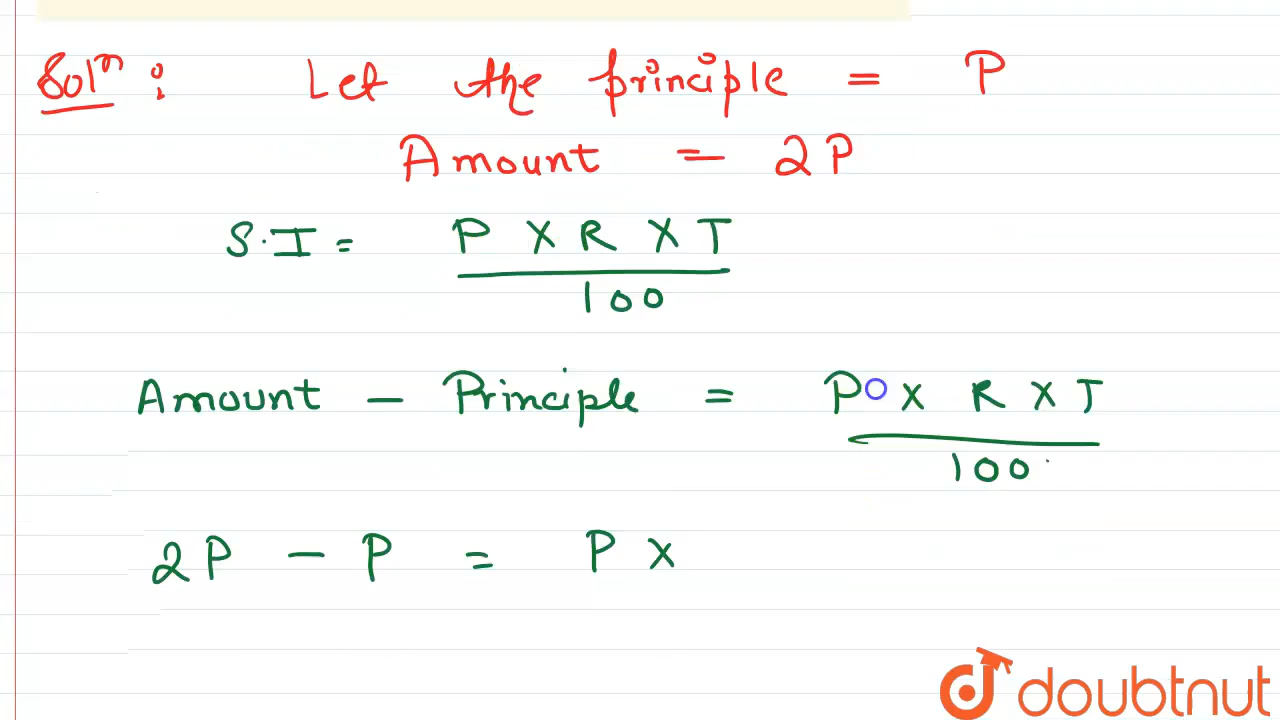 Solⁿ : Let the principle = P
Amount = 2P
S.I = P X R X T
100
Amount - Principle = P X R X T
100
2P - P = P X
doubtnut